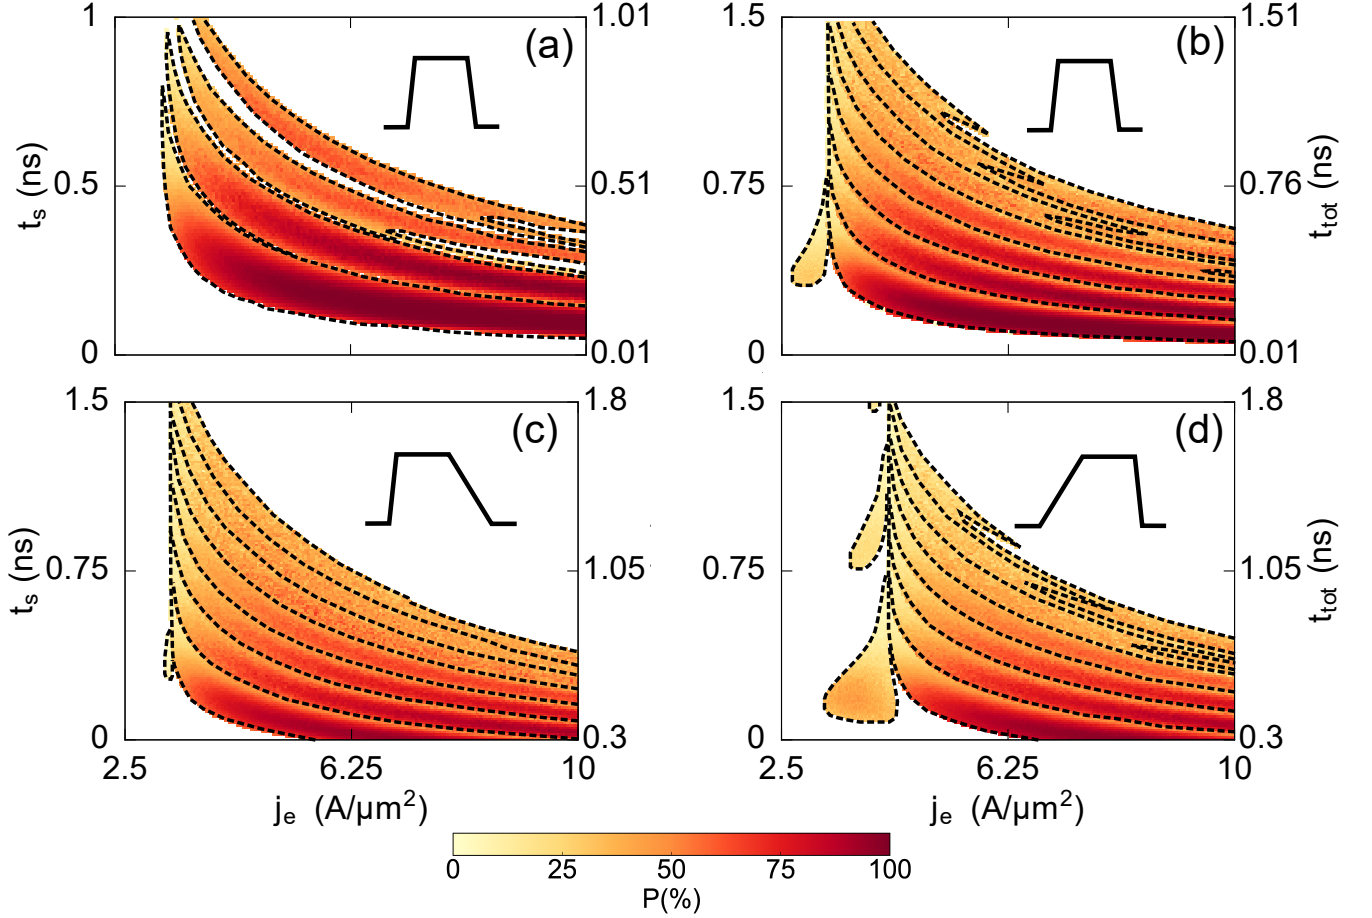 1 (a) 1.01
0.5 0.51
0 0.01
t_s (ns)
1.5 (b) 1.51
0.75 0.76
0 0.01
t_tot (ns)
1.5 (c) 1.8
0.75 1.05
0 0.3
2.5 6.25 10
t_s (ns)
j_e (A/µm²)
1.5 (d) 1.8
0.75 1.05
0 0.3
2.5 6.25 10
t_tot (ns)
j_e (A/µm²)
0 25 50 75 100
P(%)